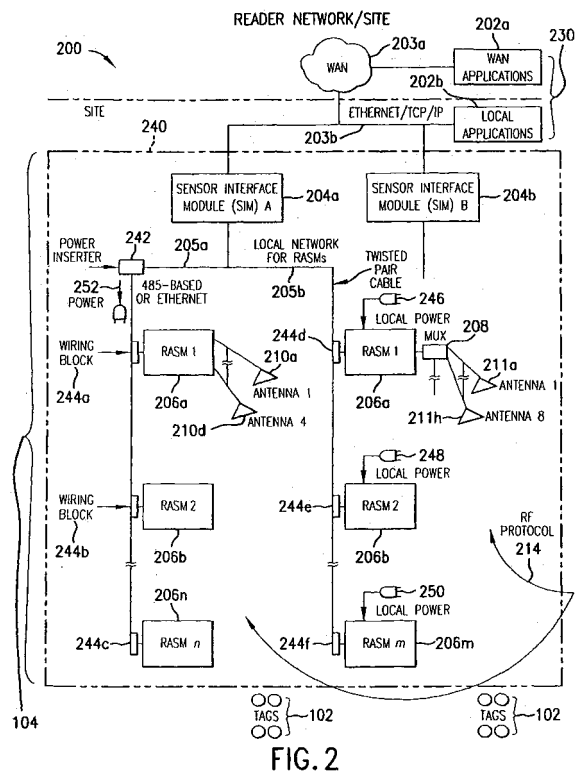 READER NETWORK/SITE
200
203a
202a
230
WAN
WAN
APPLICATIONS
202b
SITE
ETHERNET/TCP/IP
LOCAL
APPLICATIONS
240
203b
SENSOR INTERFACE
MODULE (SIM) A
204a
SENSOR INTERFACE
MODULE (SIM) B
204b
POWER
INSERTER
242
205a
LOCAL NETWORK
FOR RASMs
205b
TWISTED
PAIR
CABLE
252
POWER
485-BASED
OR ETHERNET
246
LOCAL POWER
244d
MUX
208
WIRING
BLOCK
244a
RASM 1
206a
210a
ANTENNA 1
210d
ANTENNA 4
RASM 1
206a
211a
ANTENNA 1
211h
ANTENNA 8
248
LOCAL POWER
WIRING
BLOCK
244b
RASM 2
206b
244e
RASM 2
206b
RF
PROTOCOL
214
206n
250
LOCAL POWER
244c
RASM n
244f
RASM m
206m
104
TAGS
102
TAGS
102
FIG.2